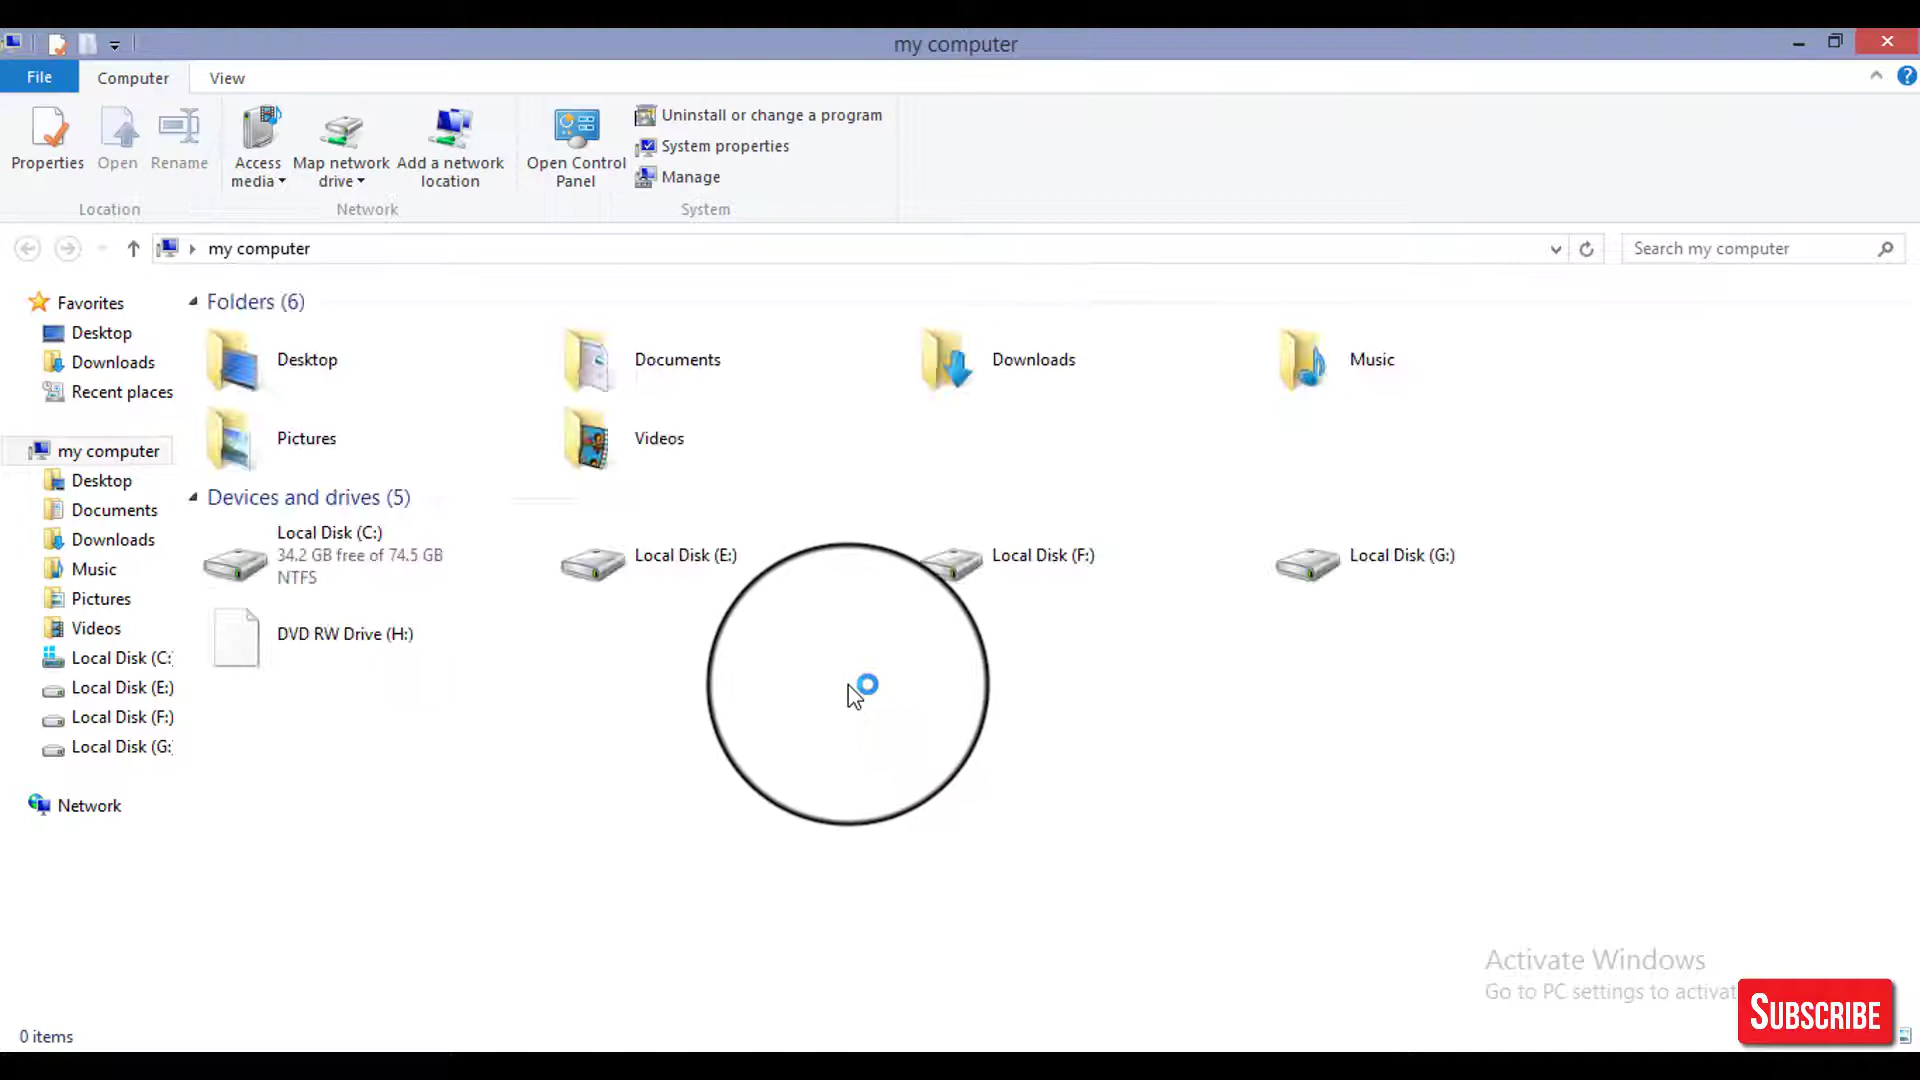 my computer
File Computer View
Properties Open Rename Access media Map network drive Add a network location Open Control Panel
Uninstall or change a program
System properties
Manage
Location Network System
my computer
Search my computer
Favorites
Desktop
Downloads
Recent places
my computer
Desktop
Documents
Downloads
Music
Pictures
Videos
Local Disk (C:
Local Disk (E:)
Local Disk (F:)
Local Disk (G:
Network
Folders (6)
Desktop Documents Downloads Music
Pictures Videos
Devices and drives (5)
Local Disk (C:)
34.2 GB free of 74.5 GB
NTFS
Local Disk (E:)
Local Disk (F:)
Local Disk (G:)
DVD RW Drive (H:)
Activate Windows
Go to PC settings to activat
SUBSCRIBE
0 items